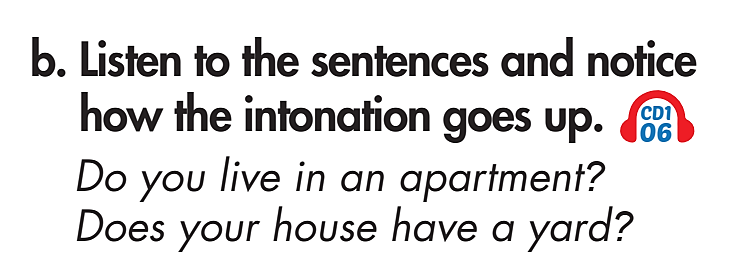 b. Listen to the sentences and notice
how the intonation goes up. CD1
06
Do you live in an apartment?
Does your house have a yard?